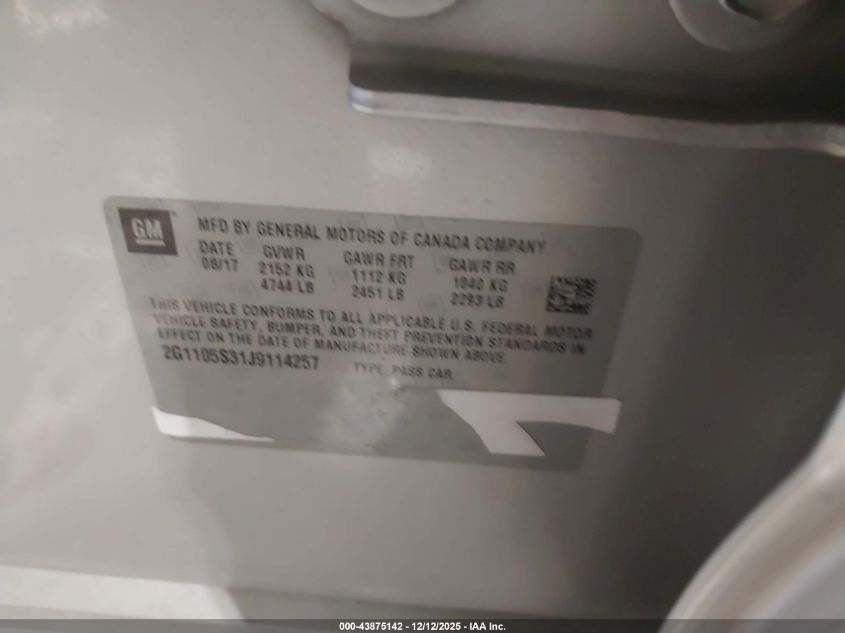 GM
MFD BY GENERAL MOTORS OF CANADA COMPANY
DATE GVWR GAWR FRT GAWR RR
08/17 2152 KG 1112 KG 1040 KG
4744 LB 2451 LB 2293 LB
THIS VEHICLE CONFORMS TO ALL APPLICABLE U.S. FEDERAL MOTOR
VEHICLE SAFETY, BUMPER, AND THEFT PREVENTION STANDARDS IN
EFFECT ON THE DATE OF MANUFACTURE SHOWN ABOVE.
2G1105S31J9114257 TYPE: PASS CAR
000-43875142 - 12/12/2025 - IAA Inc.